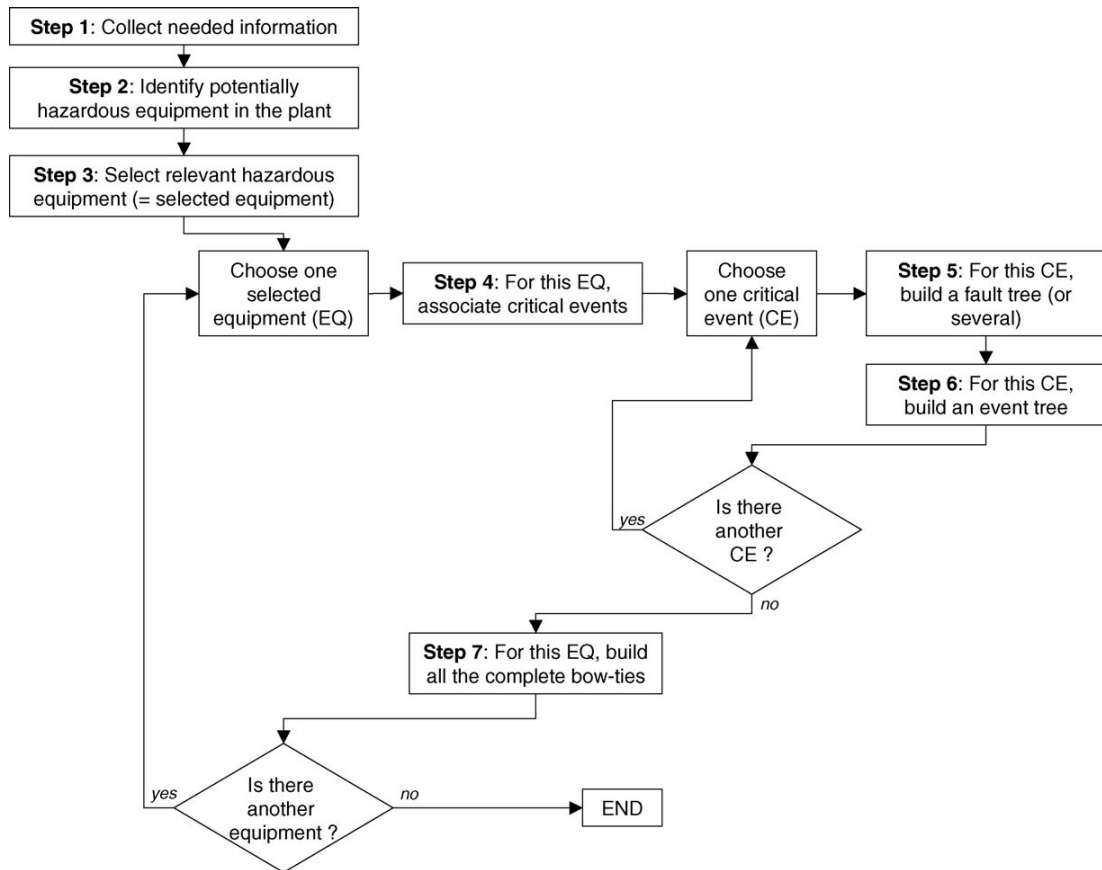 Step 1: Collect needed information
Step 2: Identify potentially
hazardous equipment in the plant
Step 3: Select relevant hazardous
equipment (= selected equipment)
Choose one
selected
equipment (EQ)
Step 4: For this EQ,
associate critical events
Choose
one critical
event (CE)
Step 5: For this CE,
build a fault tree (or
several)
Step 6: For this CE,
build an event tree
Is there
another
CE ?
yes
no
Step 7: For this EQ, build
all the complete bow-ties
Is there
another
equipment ?
yes
no
END